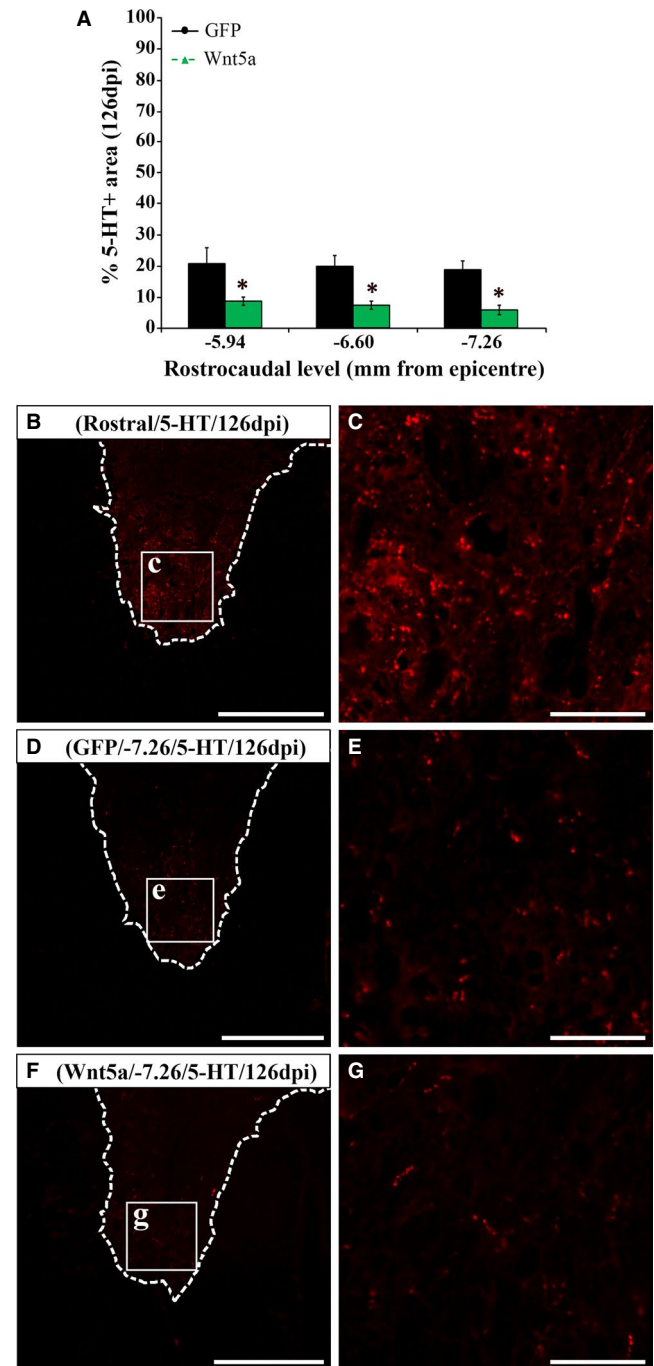 A
GFP
Wnt5a
% 5-HT+ area (126dpi)
100
90
80
70
60
50
40
30
20
10
0
*
*
*
-5.94
-6.60
-7.26
Rostrocaudal level (mm from epicentre)
B (Rostral/5-HT/126dpi)
c
C
D (GFP/-7.26/5-HT/126dpi)
e
E
F (Wnt5a/-7.26/5-HT/126dpi)
g
G